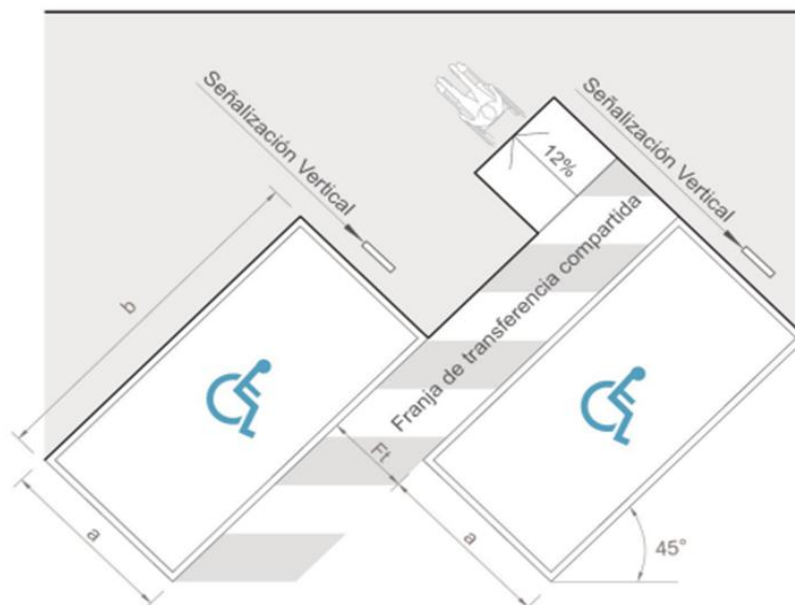 Señalización Vertical
12%
Señalización Vertical
b
Franja de transferencia compartida
Ft
a
a
45°